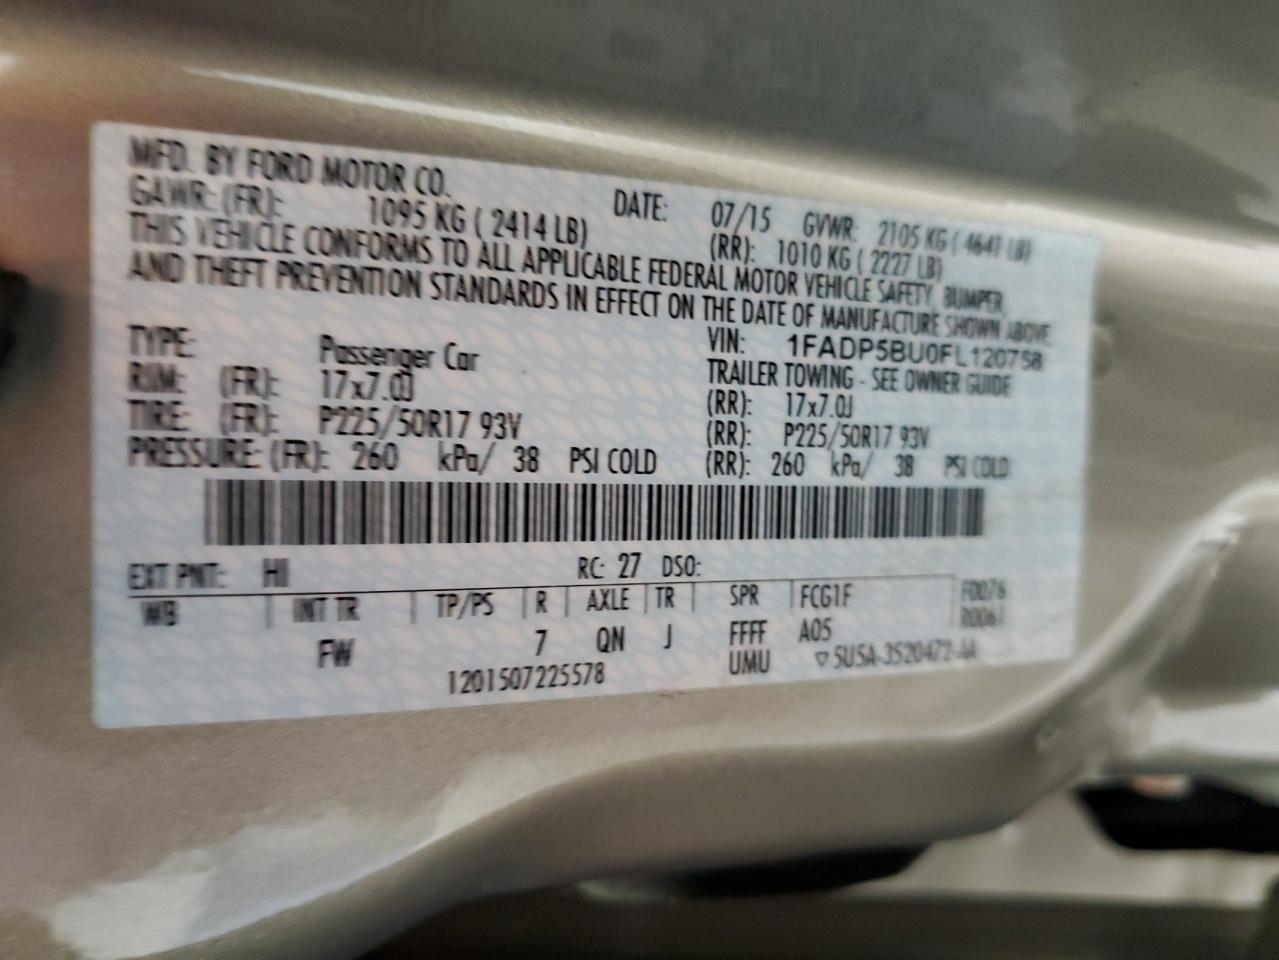 MFD. BY FORD MOTOR CO.
DATE: 07/15 GVWR: 2105 KG ( 4641 LB)
GAWR: (FR): 1095 KG ( 2414 LB) (RR): 1010 KG ( 2227 LB)
THIS VEHICLE CONFORMS TO ALL APPLICABLE FEDERAL MOTOR VEHICLE SAFETY, BUMPER,
AND THEFT PREVENTION STANDARDS IN EFFECT ON THE DATE OF MANUFACTURE SHOWN ABOVE.
VIN: 1FADP5BU0FL120758
TYPE: Passenger Car TRAILER TOWING - SEE OWNER GUIDE
RIM: (FR): 17x7.0J (RR): 17x7.0J
TIRE: (FR): P225/50R17 93V (RR): P225/50R17 93V
PRESSURE: (FR): 260 kPa/ 38 PSI COLD (RR): 260 kPa/ 38 PSI COLD
EXT PNT: HI RC: 27 DSO:
WB INT TR TP/PS R AXLE TR SPR FCG1F F0076
R0061
FW 7 QN J FFFF A05
1201507225578 UMU ▽ 5U5A-3520472-AA